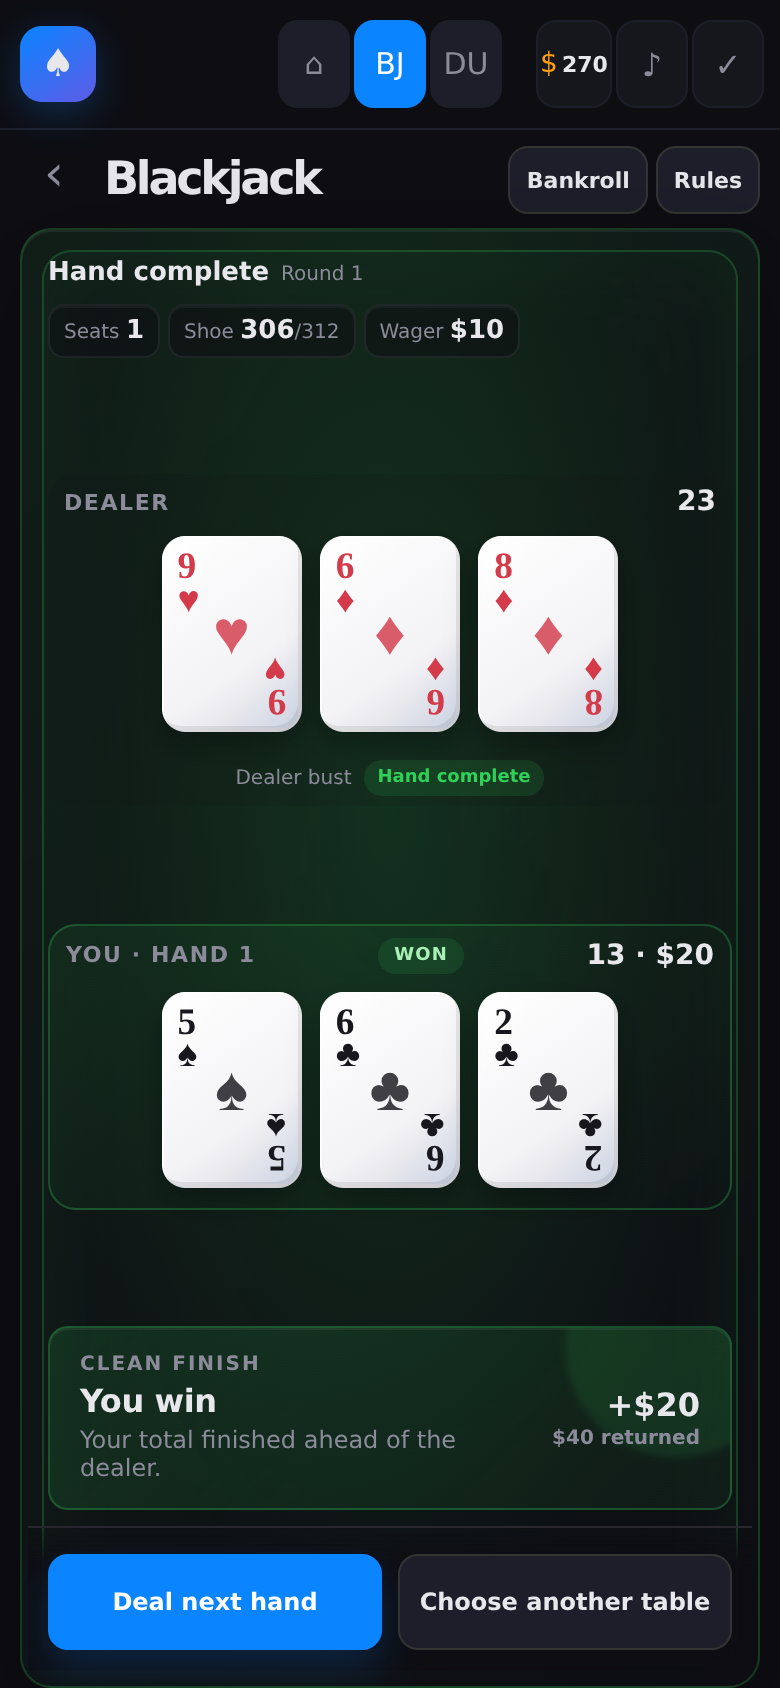 ♠ ⌂ BJ DU $ 270 ♪ ✓
‹ Blackjack Bankroll Rules
Hand complete Round 1
Seats 1 Shoe 306/312 Wager $10
DEALER 23
9 6 8
♥ ♦ ♦
♥ ♦ ♦
♥ ♦ ♦
9 6 8
Dealer bust Hand complete
YOU · HAND 1 WON 13 · $20
5 6 2
♠ ♣ ♣
♠ ♣ ♣
♠ ♣ ♣
5 6 2
CLEAN FINISH
You win +$20
Your total finished ahead of the $40 returned
dealer.
Deal next hand Choose another table